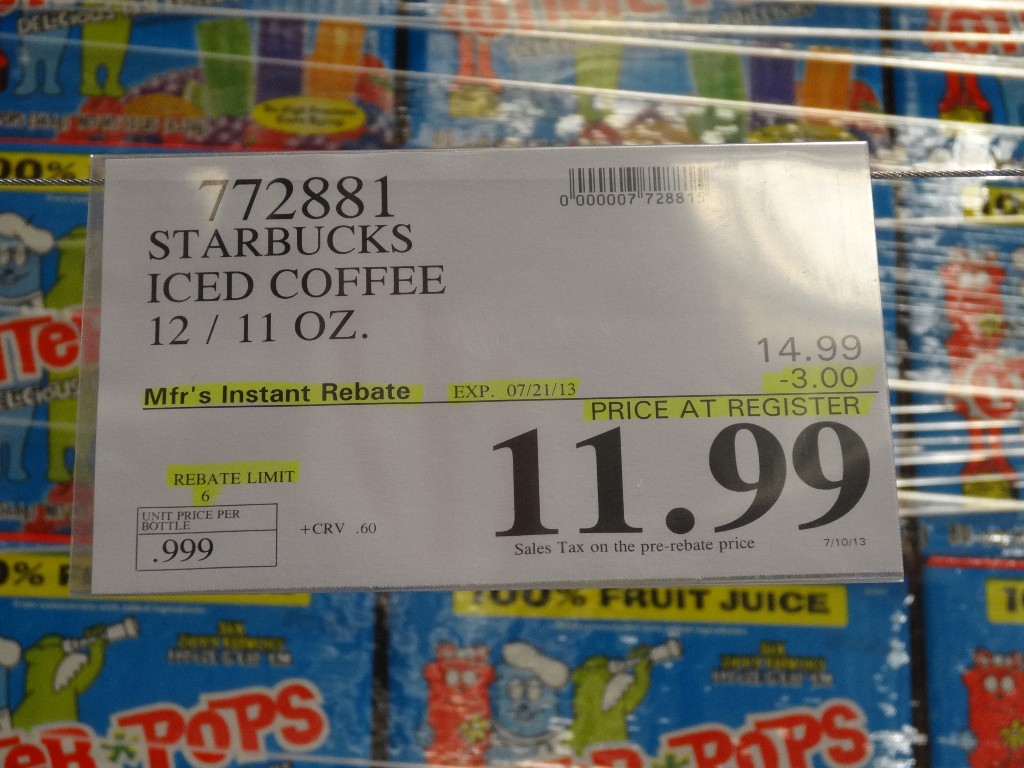 DELICIOUS
100%
772881
0 000007 728815
STARBUCKS
ICED COFFEE
12 / 11 OZ.
14.99
-3.00
Mfr's Instant Rebate EXP. 07/21/13
PRICE AT REGISTER
11.99
REBATE LIMIT
6
UNIT PRICE PER
BOTTLE
.999
+CRV .60
Sales Tax on the pre-rebate price
7/10/13
100% FRUIT JUICE
POPS
POPS